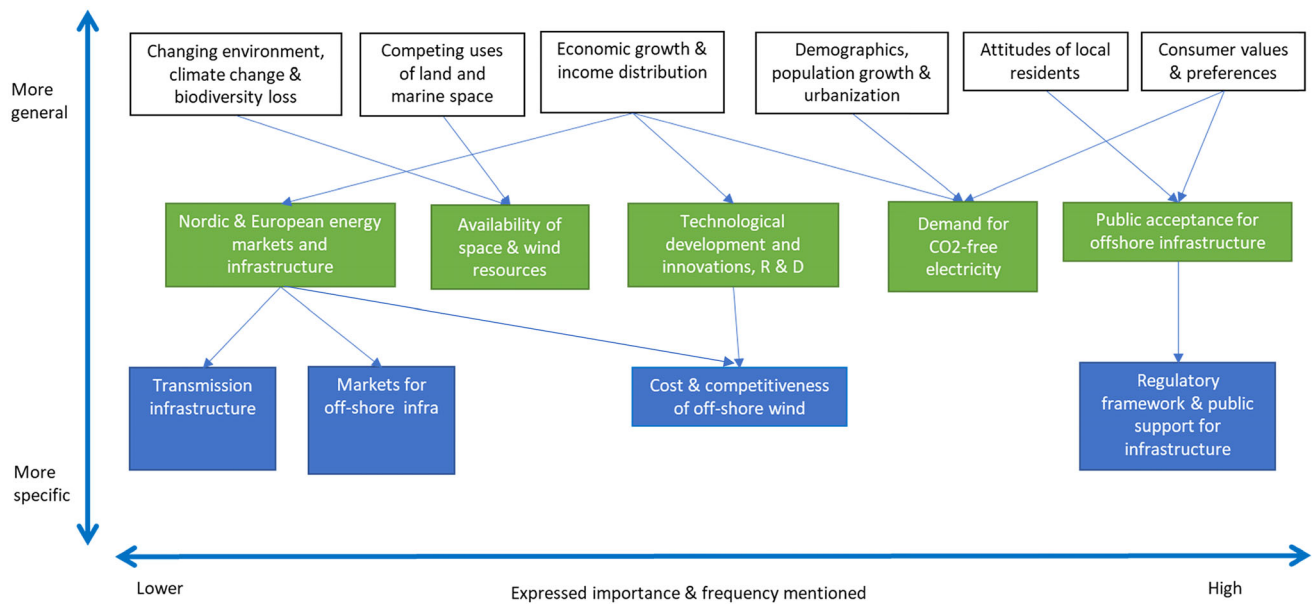 More
general
Changing environment,
climate change &
biodiversity loss
Competing uses
of land and
marine space
Economic growth &
income distribution
Demographics,
population growth &
urbanization
Attitudes of local
residents
Consumer values
& preferences
Nordic & European energy
markets and
infrastructure
Availability of
space & wind
resources
Technological
development and
innovations, R & D
Demand for
CO2-free
electricity
Public acceptance for
offshore infrastructure
Transmission
infrastructure
Markets for
off-shore infra
Cost & competitiveness
of off-shore wind
Regulatory
framework & public
support for
infrastructure
More
specific
Lower
Expressed importance & frequency mentioned
High